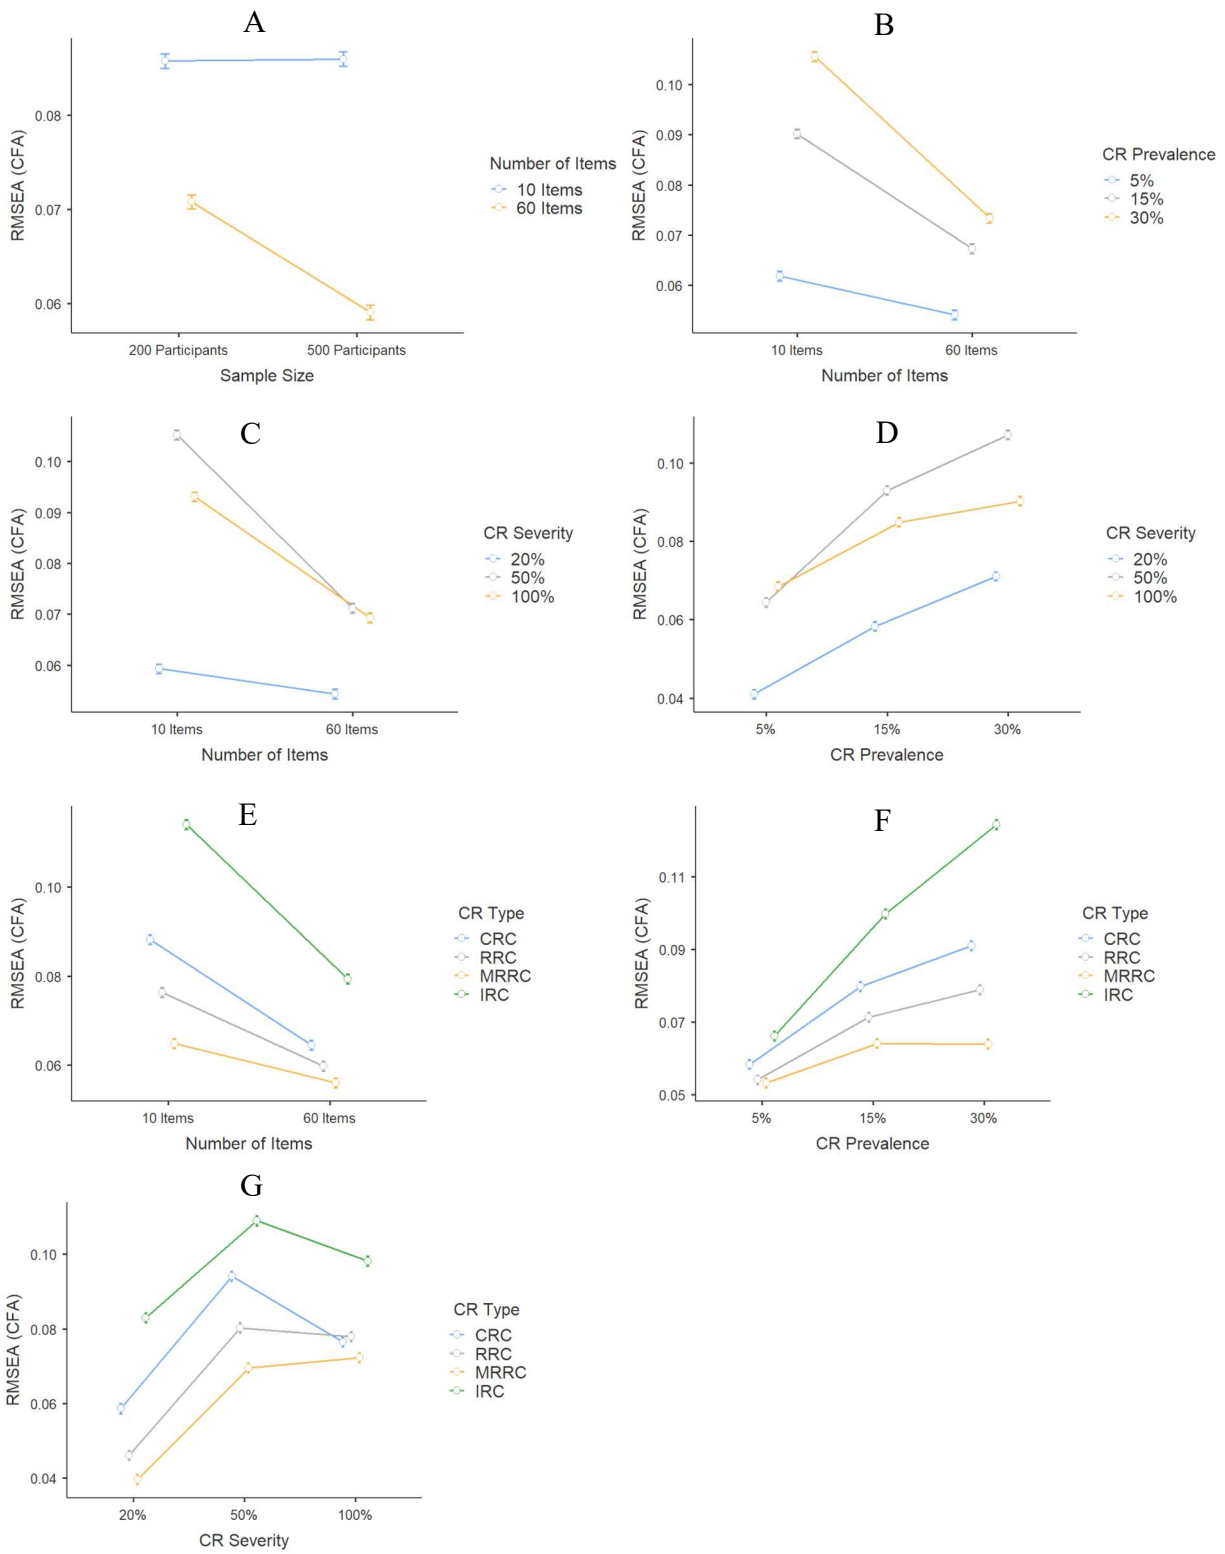 A
RMSEA (CFA)
0.08
0.07
0.06
200 Participants
500 Participants
Sample Size
Number of Items
10 Items
60 Items
B
RMSEA (CFA)
0.10
0.09
0.08
0.07
0.06
10 Items
60 Items
Number of Items
CR Prevalence
5%
15%
30%
C
RMSEA (CFA)
0.10
0.09
0.08
0.07
0.06
10 Items
60 Items
Number of Items
CR Severity
20%
50%
100%
D
RMSEA (CFA)
0.10
0.08
0.06
0.04
5%
15%
30%
CR Prevalence
CR Severity
20%
50%
100%
E
RMSEA (CFA)
0.10
0.08
0.06
10 Items
60 Items
Number of Items
CR Type
CRC
RRC
MRRC
IRC
F
RMSEA (CFA)
0.11
0.09
0.07
0.05
5%
15%
30%
CR Prevalence
CR Type
CRC
RRC
MRRC
IRC
G
RMSEA (CFA)
0.10
0.08
0.06
0.04
20%
50%
100%
CR Severity
CR Type
CRC
RRC
MRRC
IRC